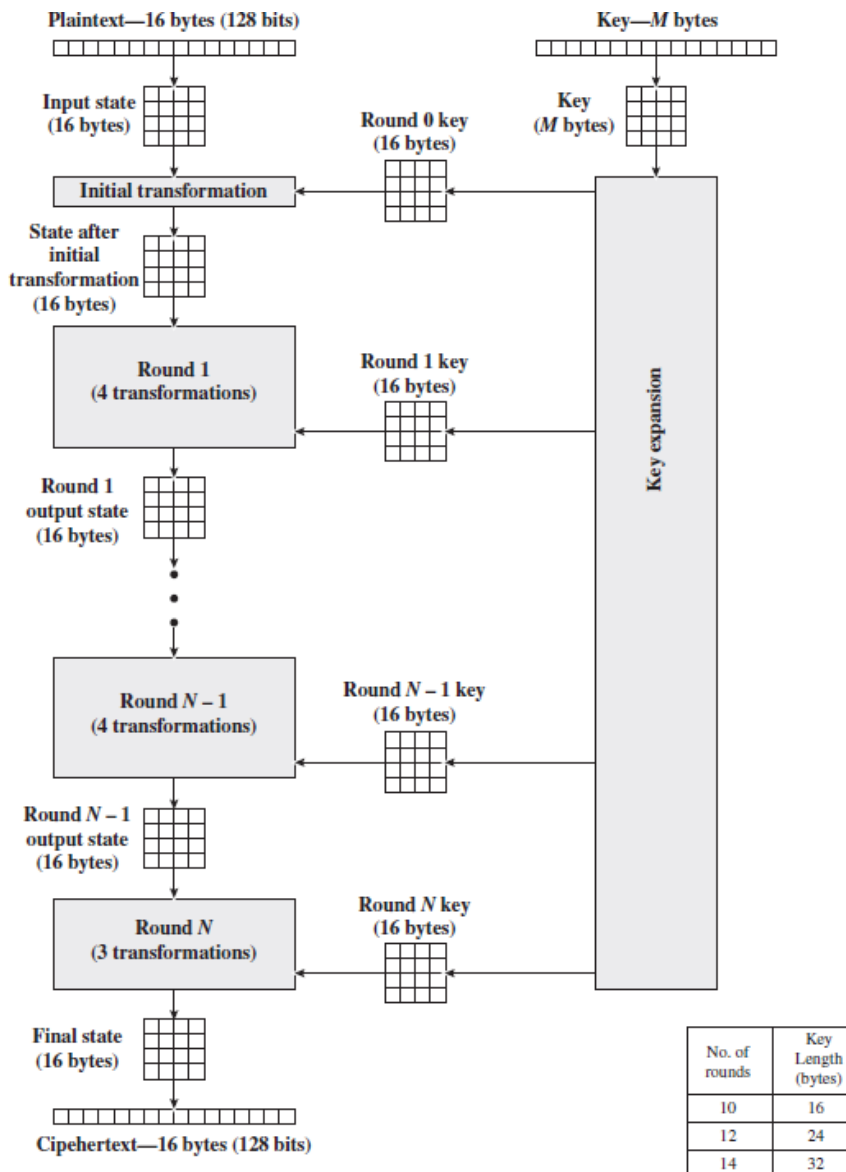 Plaintext—16 bytes (128 bits)
Key—M bytes
Input state
(16 bytes)
Key
(M bytes)
Round 0 key
(16 bytes)
Initial transformation
State after
initial
transformation
(16 bytes)
Round 1
(4 transformations)
Round 1 key
(16 bytes)
Key expansion
Round 1
output state
(16 bytes)
Round N – 1
(4 transformations)
Round N – 1 key
(16 bytes)
Round N – 1
output state
(16 bytes)
Round N
(3 transformations)
Round N key
(16 bytes)
Final state
(16 bytes)
Cipehertext—16 bytes (128 bits)
No. of
rounds
Key
Length
(bytes)
10 16
12 24
14 32